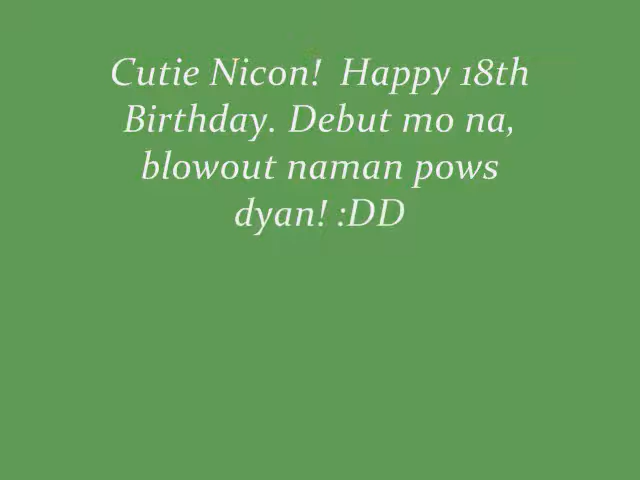 Cutie Nicon!  Happy 18th
Birthday. Debut mo na,
blowout naman pows
dyan! :DD